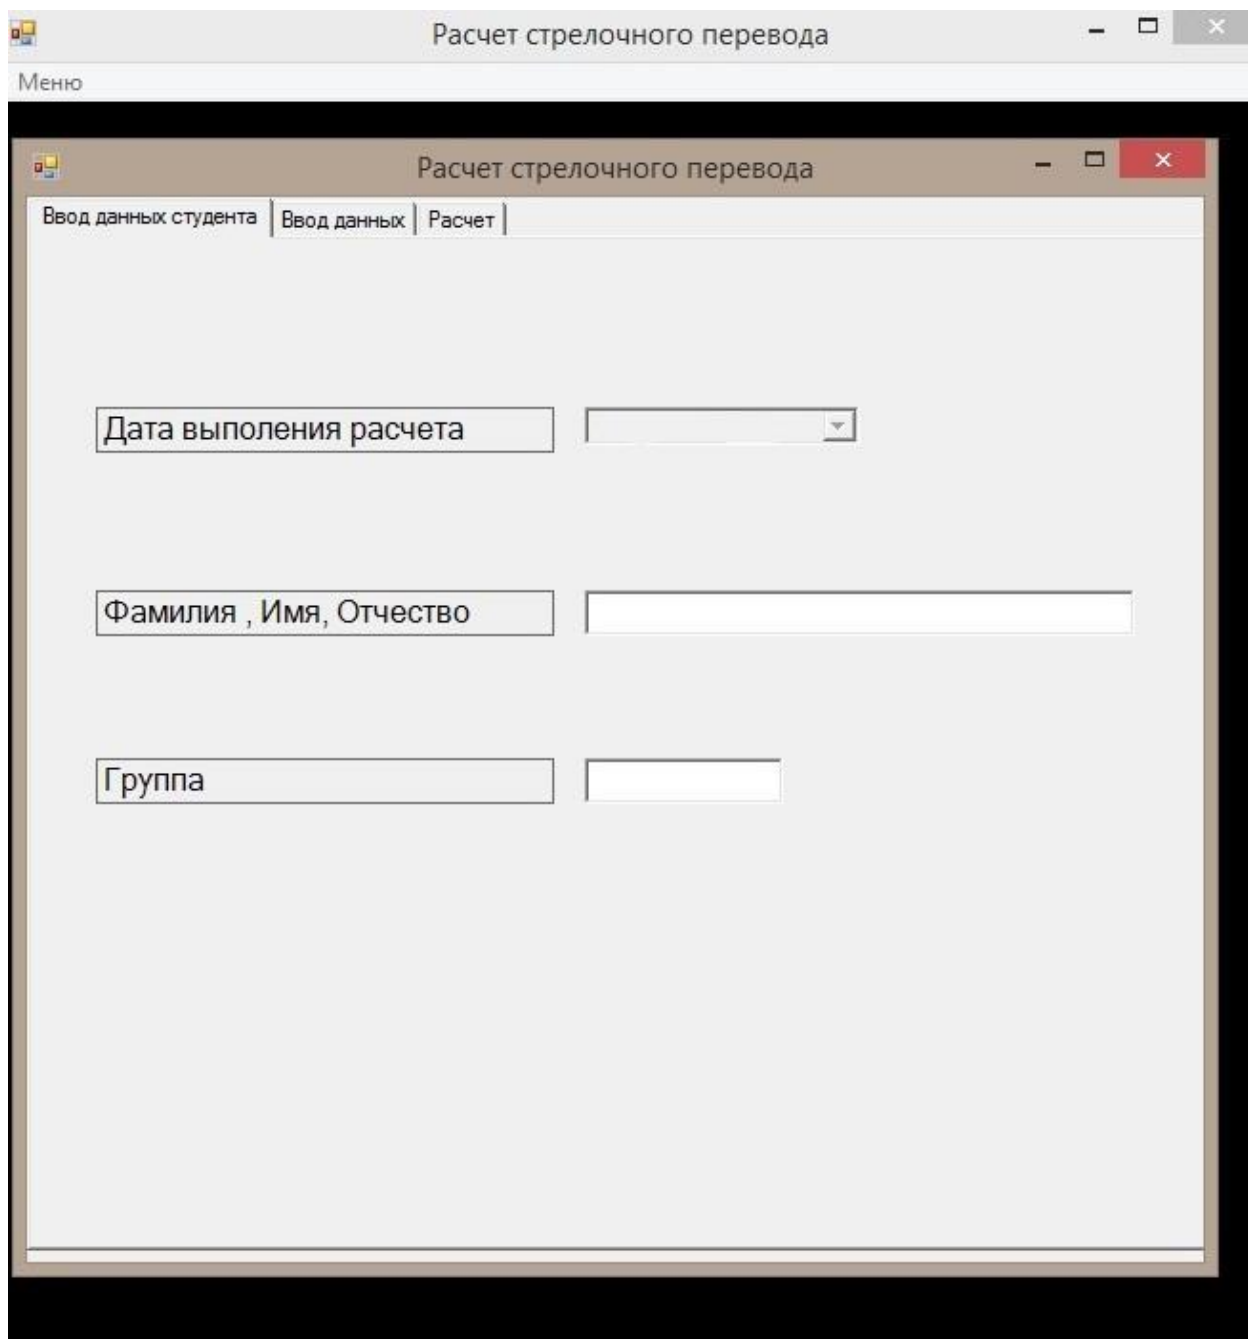 Расчет стрелочного перевода
Меню
Расчет стрелочного перевода
Ввод данных студента Ввод данных Расчет
Дата выполения расчета
Фамилия , Имя, Отчество
Группа